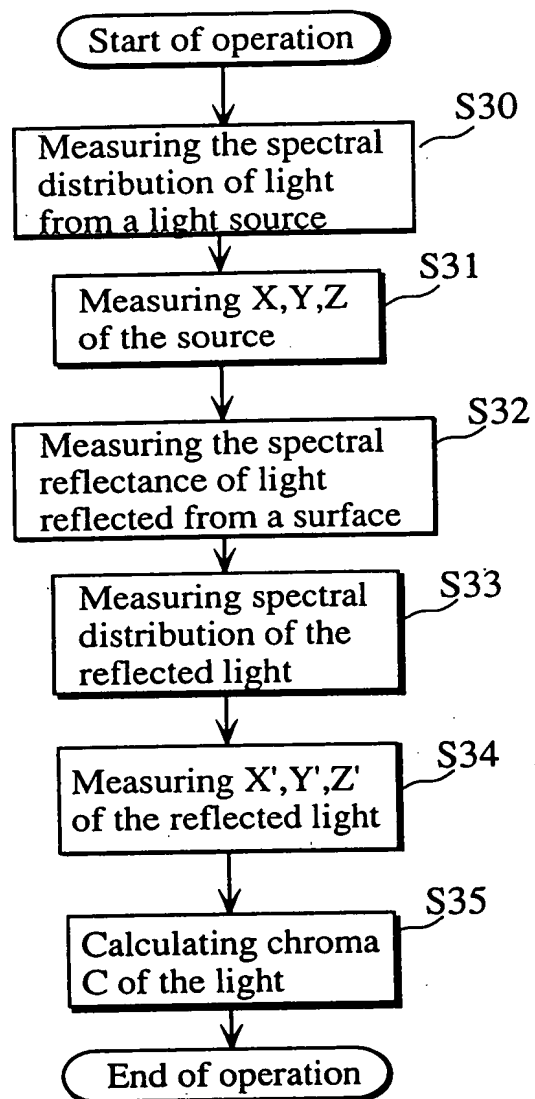 Start of operation
S30
Measuring the spectral
distribution of light
from a light source
S31
Measuring X,Y,Z
of the source
S32
Measuring the spectral
reflectance of light
reflected from a surface
S33
Measuring spectral
distribution of the
reflected light
S34
Measuring X',Y',Z'
of the reflected light
S35
Calculating chroma
C of the light
End of operation